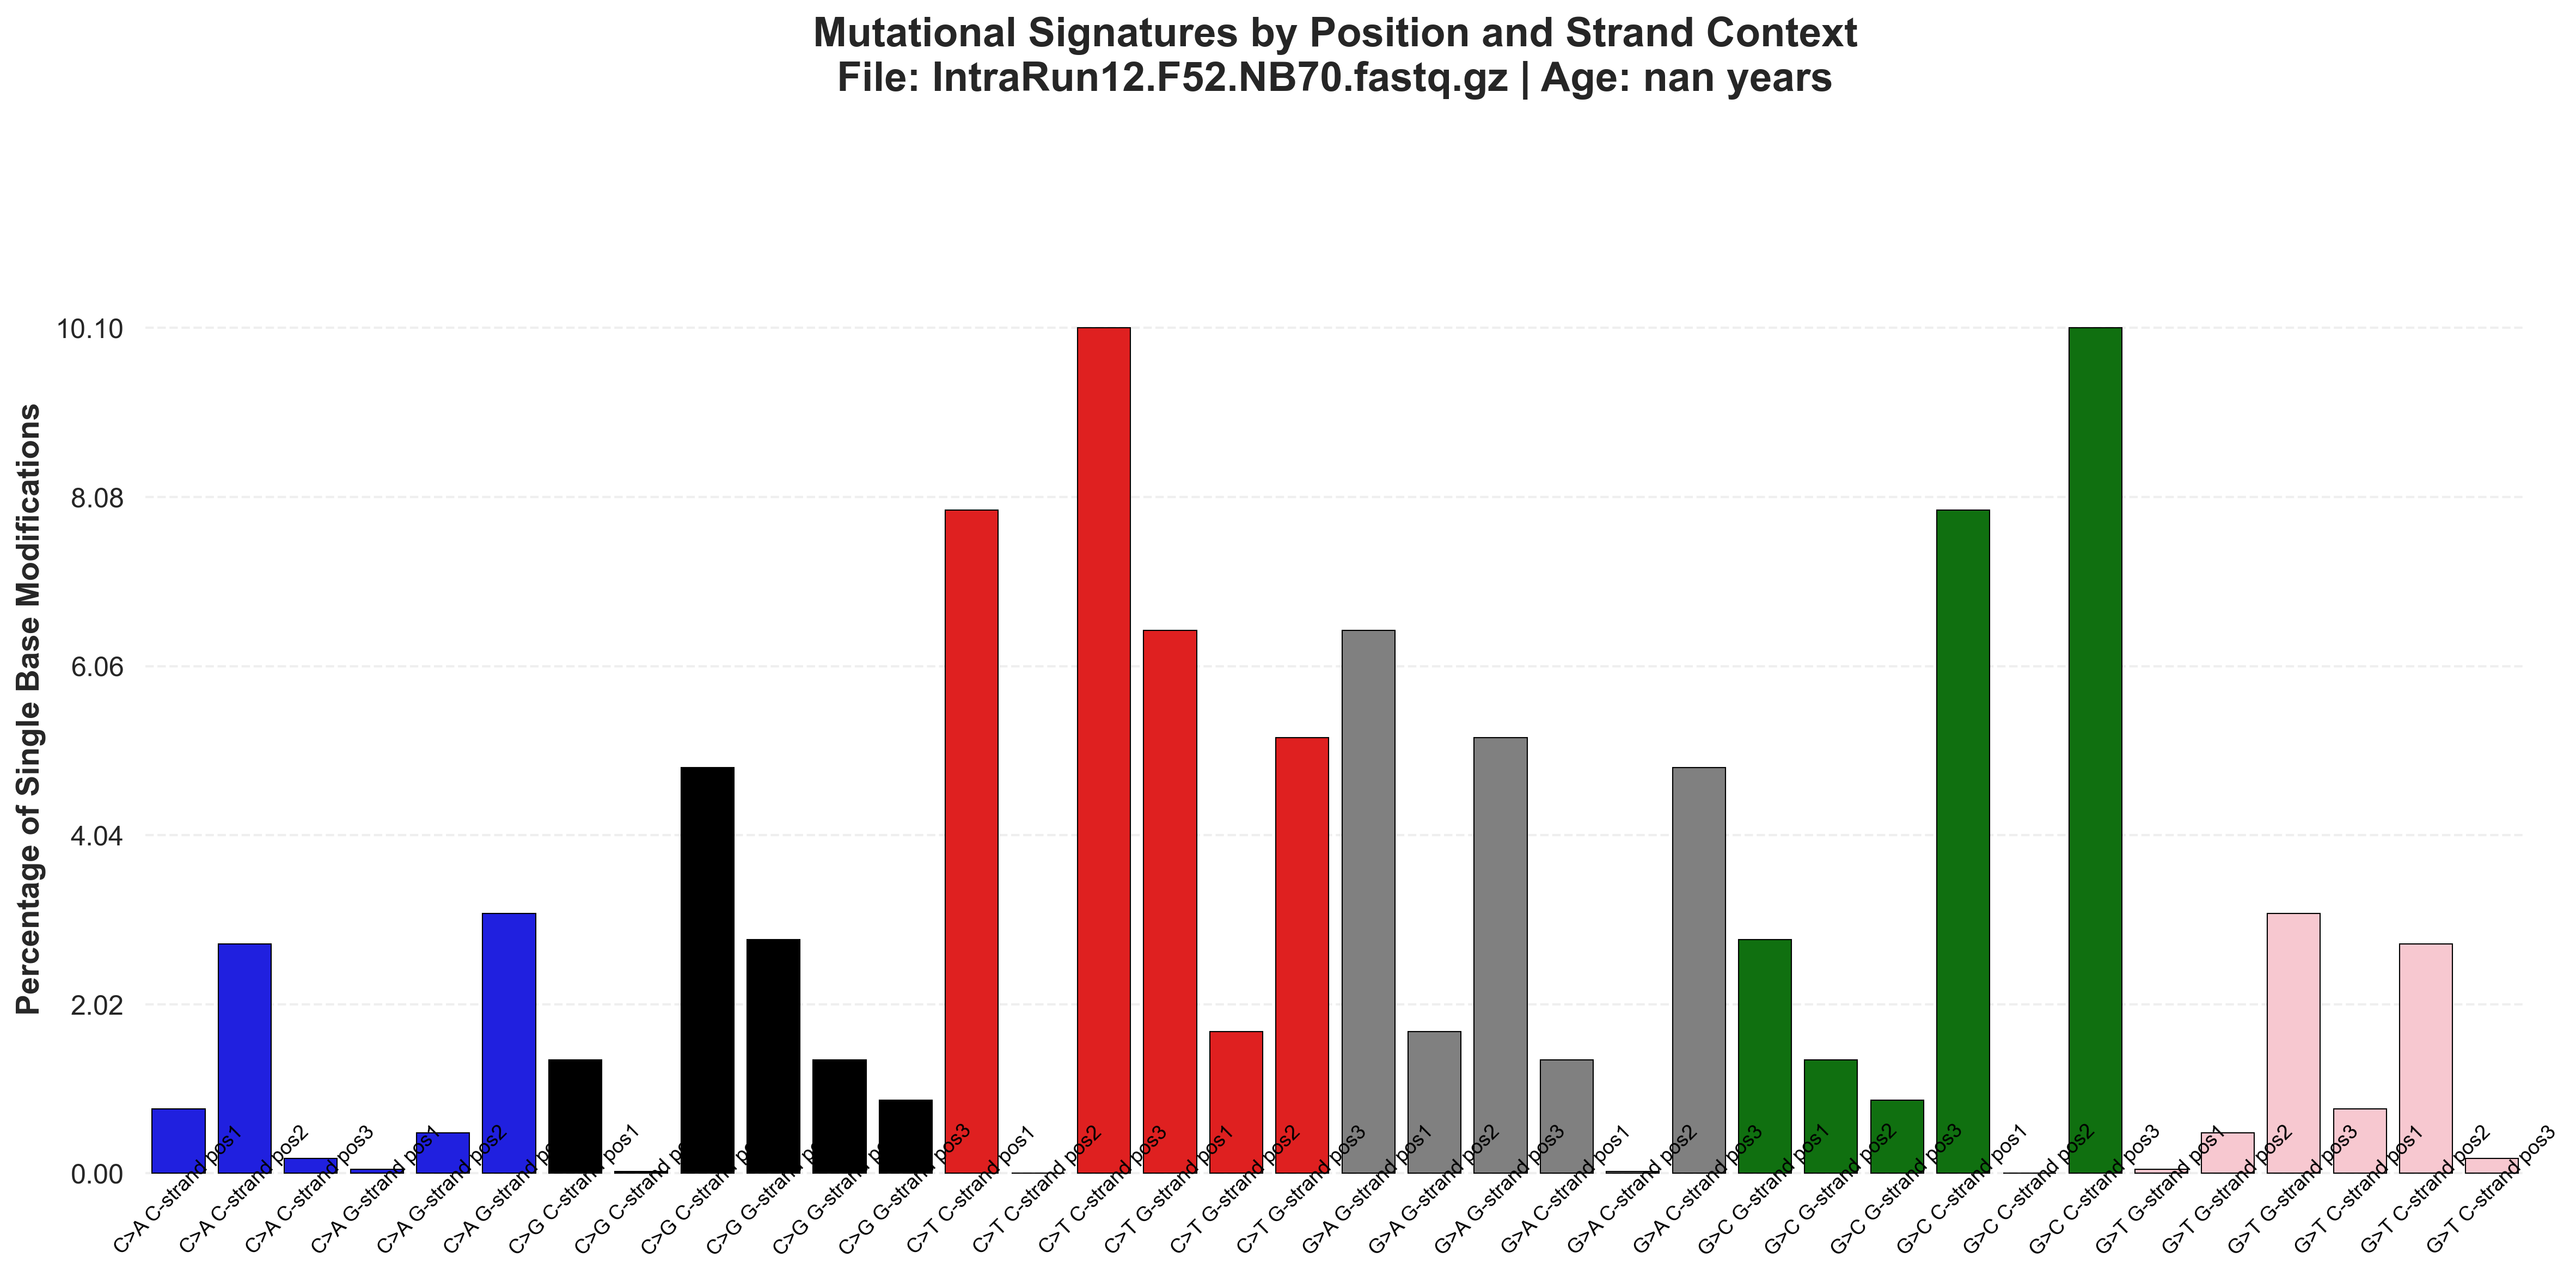 Mutational Signatures by Position and Strand Context
File: IntraRun12.F52.NB70.fastq.gz | Age: nan years
Percentage of Single Base Modifications
10.10
8.08
6.06
4.04
2.02
0.00
C>A C-strand pos1
C>A C-strand pos2
C>A C-strand pos3
C>A G-strand pos1
C>A G-strand pos2
C>A G-strand
C>G C-strand pos1
C>G C-strand
C>G C-strand
C>G G-strand
C>G G-strand
C>G G-strand pos3
C>T C-strand pos1
C>T C-strand pos2
C>T C-strand pos3
C>T G-strand pos1
C>T G-strand pos2
C>T G-strand pos3
G>A G-strand pos1
G>A G-strand pos2
G>A G-strand pos3
G>A C-strand pos1
G>A C-strand pos2
G>A C-strand pos3
G>C G-strand pos1
G>C G-strand pos2
G>C G-strand pos3
G>C C-strand pos1
G>C C-strand pos2
G>C C-strand pos3
G>T G-strand pos1
G>T G-strand pos2
G>T G-strand pos3
G>T C-strand pos1
G>T C-strand pos2
G>T C-strand pos3